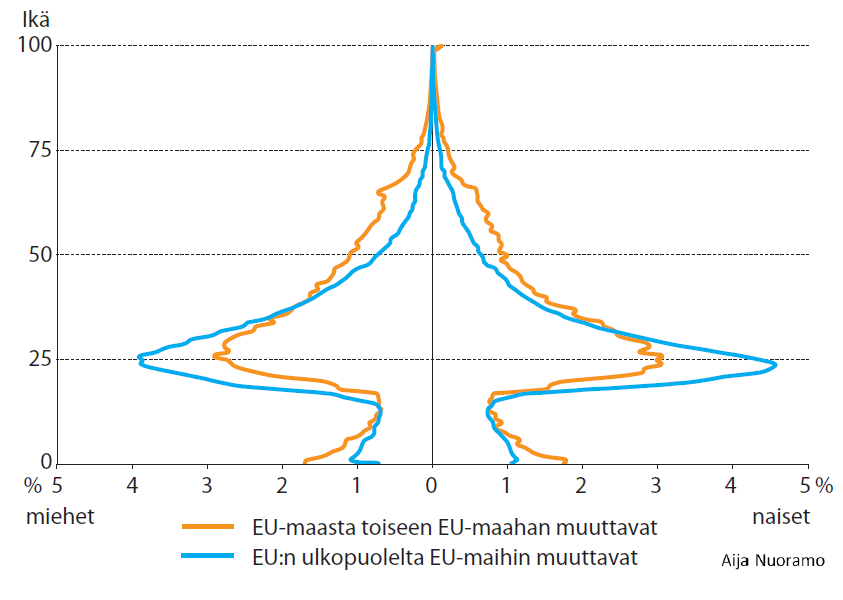 Ikä
100
75
50
25
0
% 5 4 3 2 1 0 1 2 3 4 5 %
miehet naiset
EU-maasta toiseen EU-maahan muuttavat
EU:n ulkopuolelta EU-maihin muuttavat
Aija Nuoramo